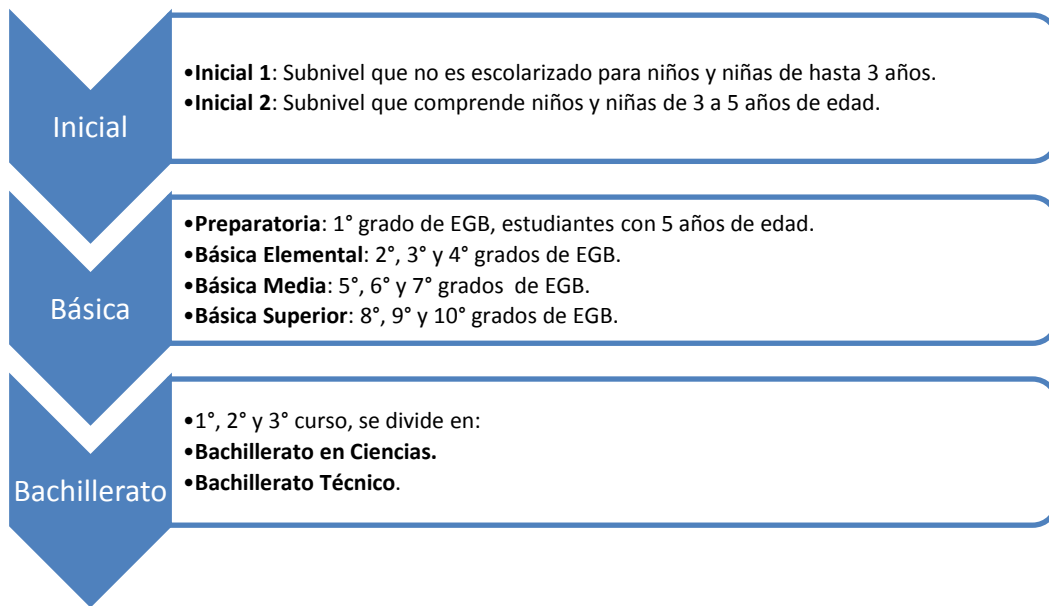 Inicial
•Inicial 1: Subnivel que no es escolarizado para niños y niñas de hasta 3 años.
•Inicial 2: Subnivel que comprende niños y niñas de 3 a 5 años de edad.
Básica
•Preparatoria: 1° grado de EGB, estudiantes con 5 años de edad.
•Básica Elemental: 2°, 3° y 4° grados de EGB.
•Básica Media: 5°, 6° y 7° grados  de EGB.
•Básica Superior: 8°, 9° y 10° grados de EGB.
Bachillerato
•1°, 2° y 3° curso, se divide en:
•Bachillerato en Ciencias.
•Bachillerato Técnico.